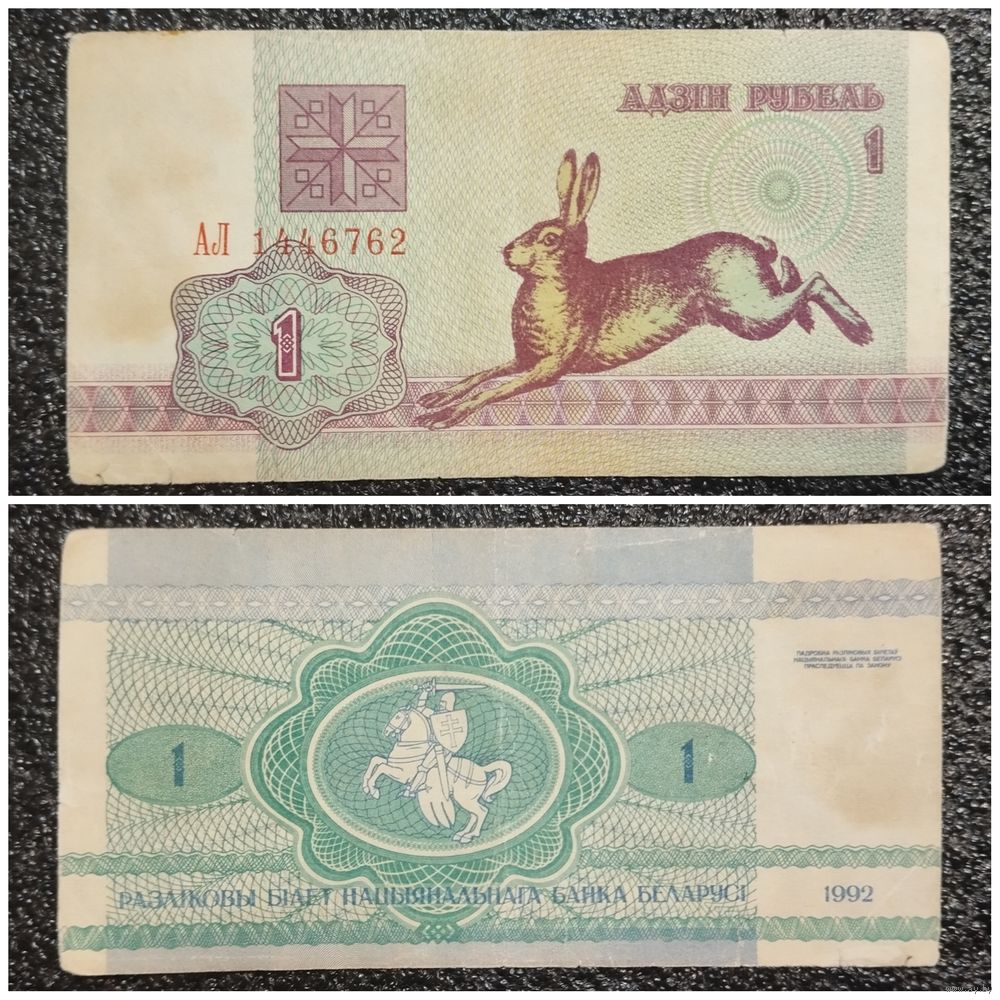 АДЗІН РУБЕЛЬ
1
АЛ 1446762
1
ПАДРОБКА РАЗЛІКОВЫХ БІЛЕТАЎ
НАЦЫЯНАЛЬНАГА БАНКА БЕЛАРУСІ
ПРАСЛЕДУЕЦЦА ПА ЗАКОНУ
1 1
РАЗЛІКОВЫ БІЛЕТ НАЦЫЯНАЛЬНАГА БАНКА БЕЛАРУСІ 1992